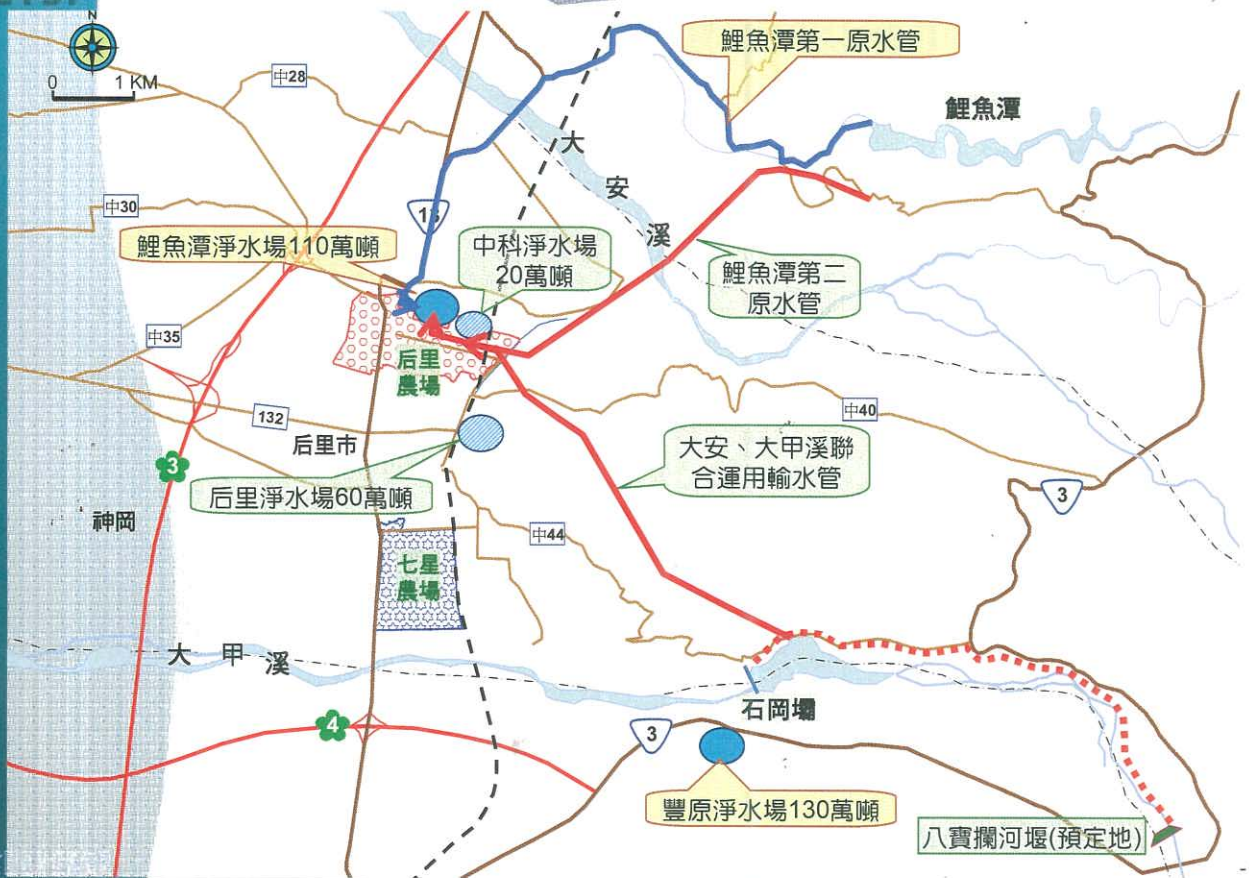 N
0 1 KM
中28
鯉魚潭第一原水管
鯉魚潭
大
安
溪
中30
13
鯉魚潭淨水場110萬噸
中科淨水場
20萬噸
鯉魚潭第二
原水管
中35
后里
農場
132
后里市
中40
大安、大甲溪聯
合運用輸水管
3
3
后里淨水場60萬噸
神岡
中44
七星
農場
大甲溪
石岡壩
4
3
豐原淨水場130萬噸
八寶攔河堰(預定地)